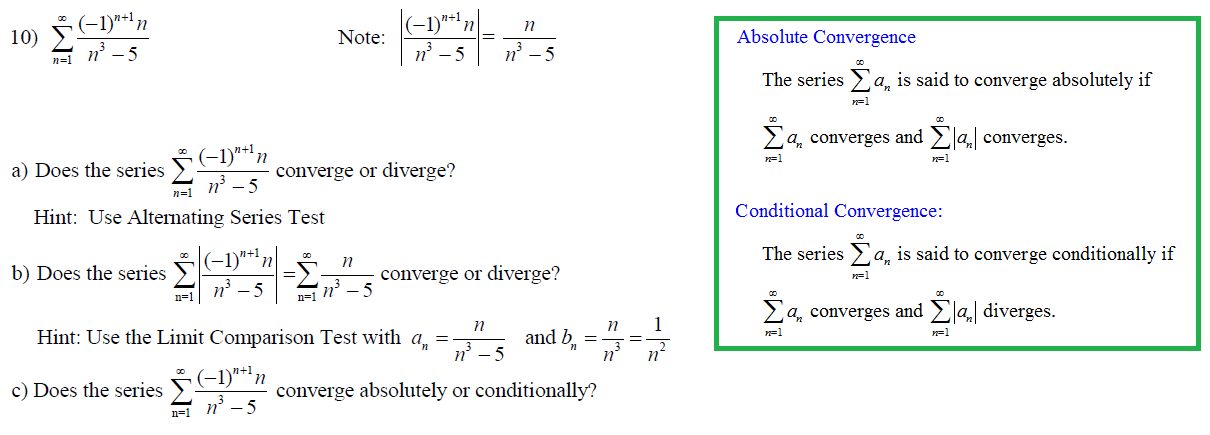 10) $\sum_{n=1}^{\infty} \frac{(-1)^{n+1} n}{n^3 - 5}$ Note: $\left| \frac{(-1)^{n+1} n}{n^3 - 5} \right| = \frac{n}{n^3 - 5}$
a) Does the series $\sum_{n=1}^{\infty} \frac{(-1)^{n+1} n}{n^3 - 5}$ converge or diverge?
Hint: Use Alternating Series Test
b) Does the series $\sum_{n=1}^{\infty} \left| \frac{(-1)^{n+1} n}{n^3 - 5} \right| = \sum_{n=1}^{\infty} \frac{n}{n^3 - 5}$ converge or diverge?
Hint: Use the Limit Comparison Test with $a_n = \frac{n}{n^3 - 5}$ and $b_n = \frac{n}{n^3} = \frac{1}{n^2}$
c) Does the series $\sum_{n=1}^{\infty} \frac{(-1)^{n+1} n}{n^3 - 5}$ converge absolutely or conditionally?
Absolute Convergence
The series $\sum_{n=1}^{\infty} a_n$ is said to converge absolutely if
$\sum_{n=1}^{\infty} a_n$ converges and $\sum_{n=1}^{\infty} |a_n|$ converges.
Conditional Convergence:
The series $\sum_{n=1}^{\infty} a_n$ is said to converge conditionally if
$\sum_{n=1}^{\infty} a_n$ converges and $\sum_{n=1}^{\infty} |a_n|$ diverges.